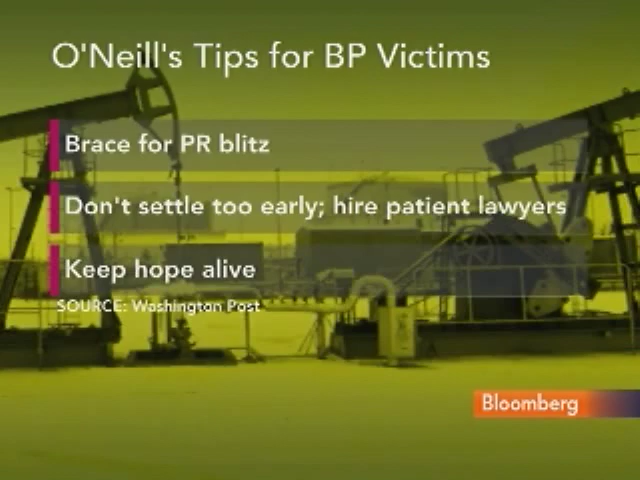 O'Neill's Tips for BP Victims
Brace for PR blitz
Don't settle too early; hire patient lawyers
Keep hope alive
SOURCE: Washington Post
Bloomberg